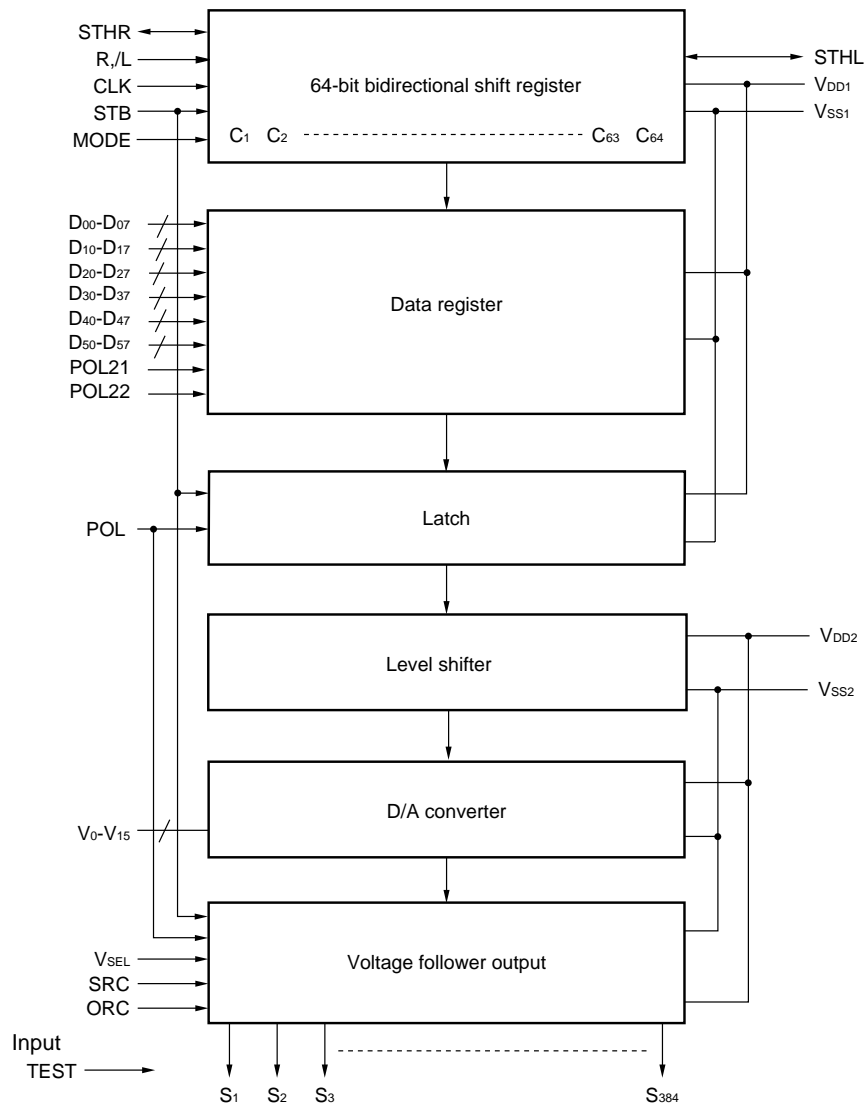 STHR
R,/L
CLK
STB
MODE
64-bit bidirectional shift register
C1 C2 C63 C64
STHL
VDD1
VSS1
D00-D07
D10-D17
D20-D27
D30-D37
D40-D47
D50-D57
POL21
POL22
Data register
POL
Latch
Level shifter
VDD2
VSS2
V0-V15
D/A converter
VSEL
SRC
ORC
Voltage follower output
Input
TEST
S1 S2 S3 S384